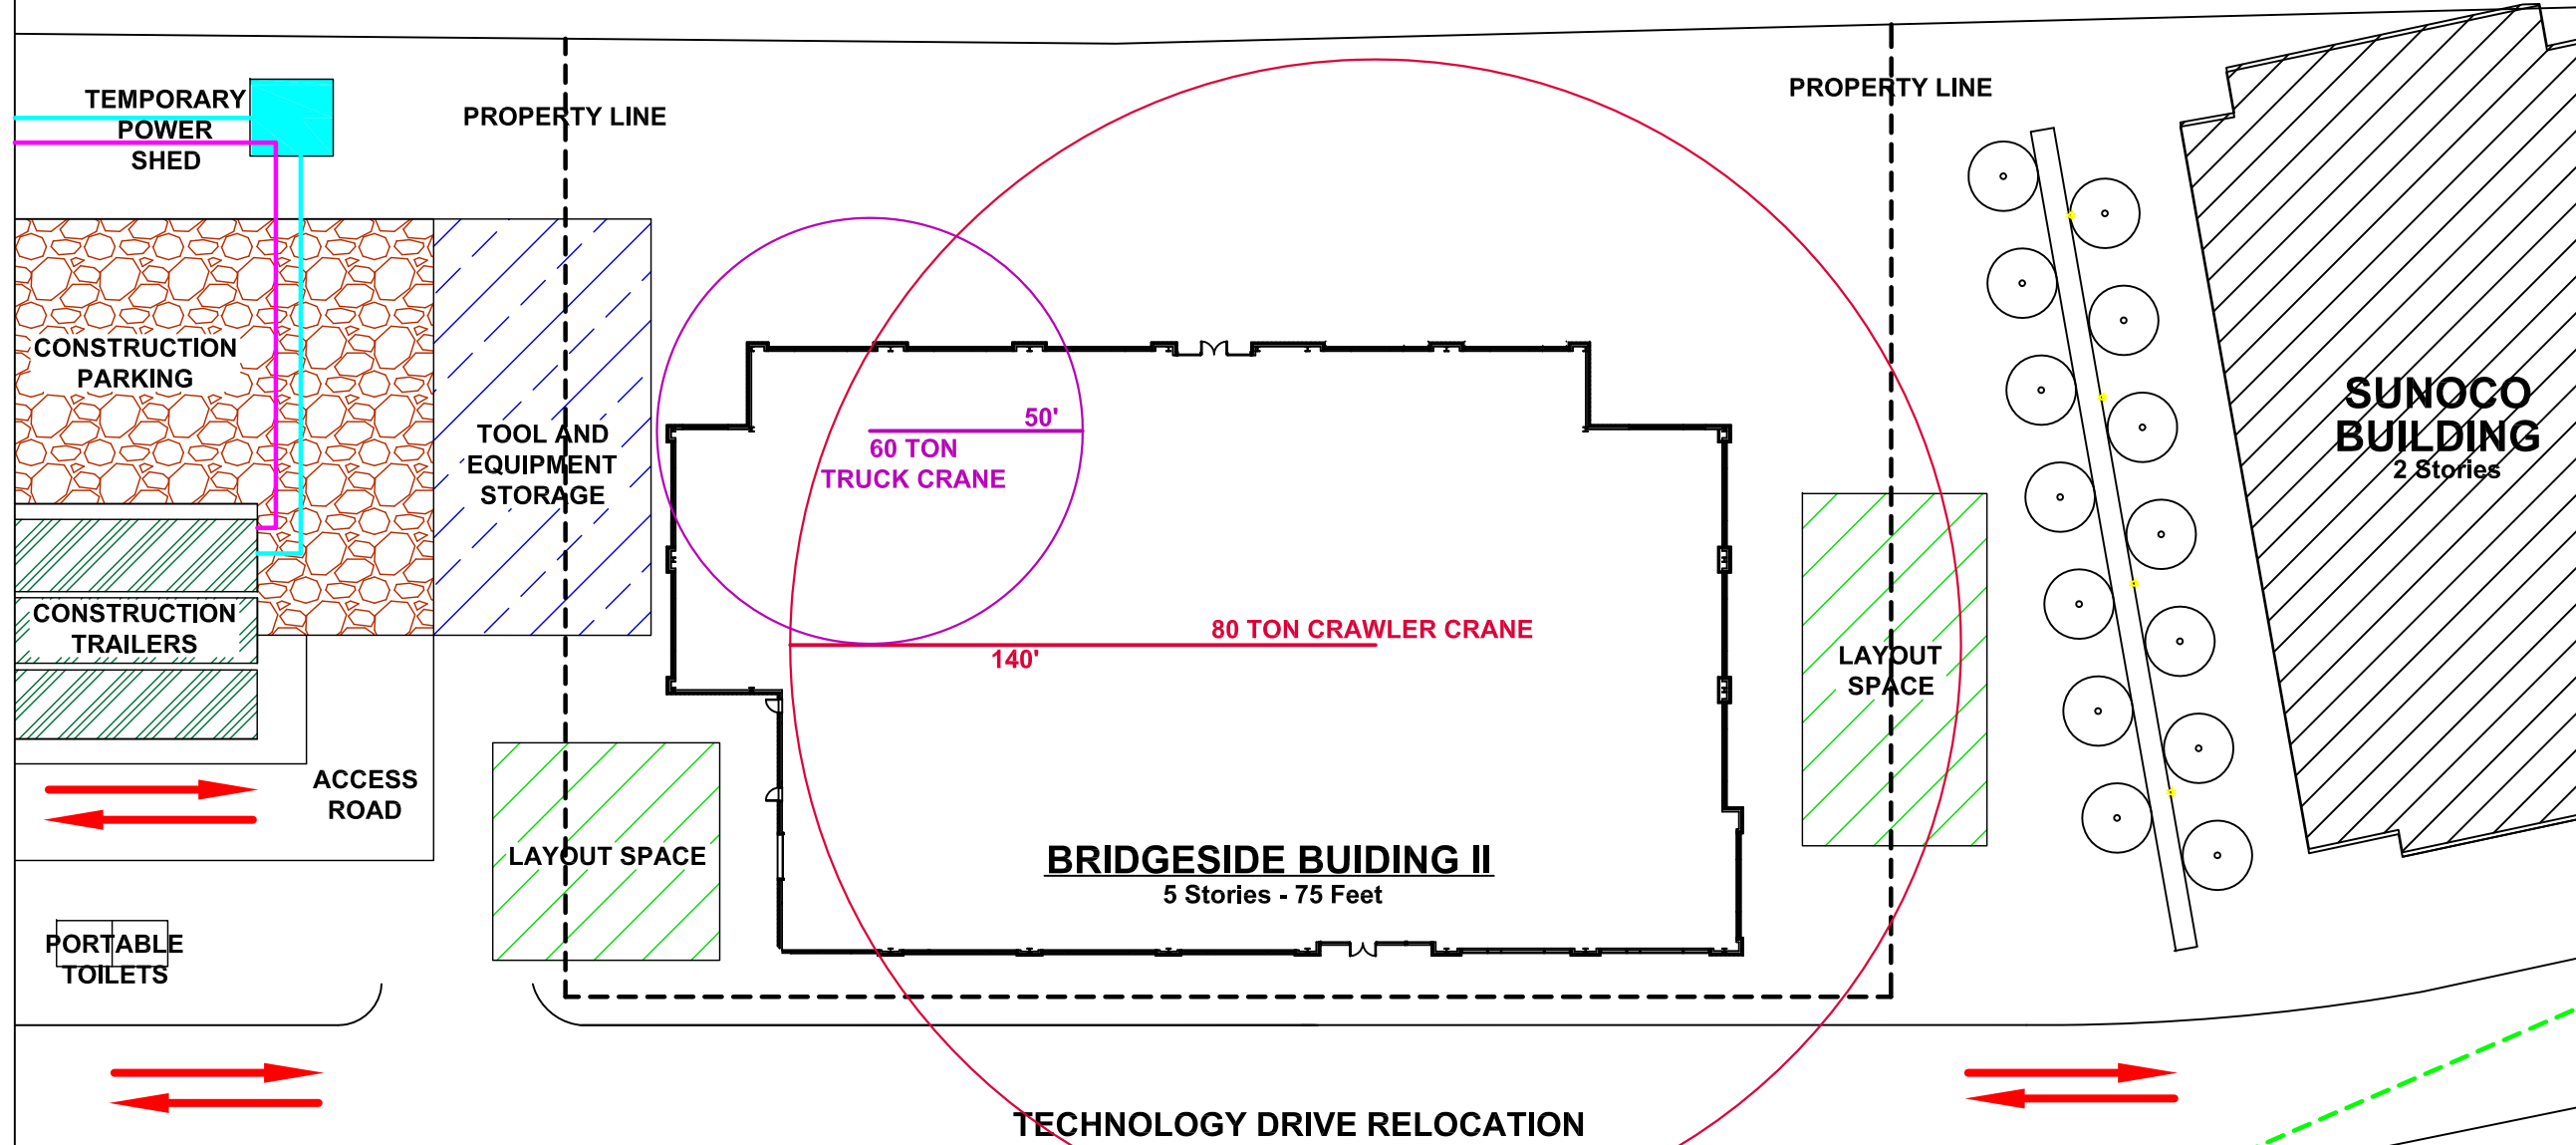 TEMPORARY
POWER
SHED
PROPERTY LINE
PROPERTY LINE
CONSTRUCTION
PARKING
TOOL AND
EQUIPMENT
STORAGE
50'
60 TON
TRUCK CRANE
SUNOCO
BUILDING
2 Stories
CONSTRUCTION
TRAILERS
80 TON CRAWLER CRANE
140'
LAYOUT
SPACE
ACCESS
ROAD
LAYOUT SPACE
BRIDGESIDE BUIDING II
5 Stories - 75 Feet
PORTABLE
TOILETS
TECHNOLOGY DRIVE RELOCATION